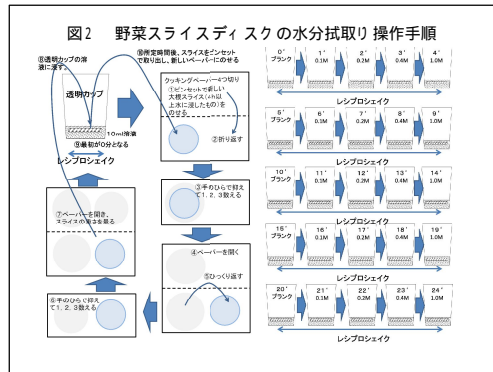 図2　野菜スライスディスクの水分拭取り操作手順
⑧透明カップの溶
液に浸す。
⑩所定時間後、スライスをピンセット
で取り出し、新しいペーパーにのせる
透明カップ
10ml溶液
⑨最初が0分となる
レシプロシェイク
クッキングペーパー4つ切り
①ピンセットで新しい
大根スライス(4h以
上水に浸したもの)を
のせる
②折り返す
③手のひらで抑え
て1, 2, 3数える
④ペーパーを開く
⑤ひっくり返す
⑥手のひらで抑え
て1, 2, 3数える
⑦ペーパーを開き、
スライスの重さを量る
0’
ブランク
1’
0.1M
2’
0.2M
3’
0.4M
4’
1.0M
レシプロシェイク
5’
ブランク
6’
0.1M
7’
0.2M
8’
0.4M
9’
1.0M
レシプロシェイク
10’
ブランク
11’
0.1M
12’
0.2M
13’
0.4M
14’
1.0M
レシプロシェイク
15’
ブランク
16’
0.1M
17’
0.2M
18’
0.4M
19’
1.0M
レシプロシェイク
20’
ブランク
21’
0.1M
22’
0.2M
23’
0.4M
24’
1.0M
レシプロシェイク